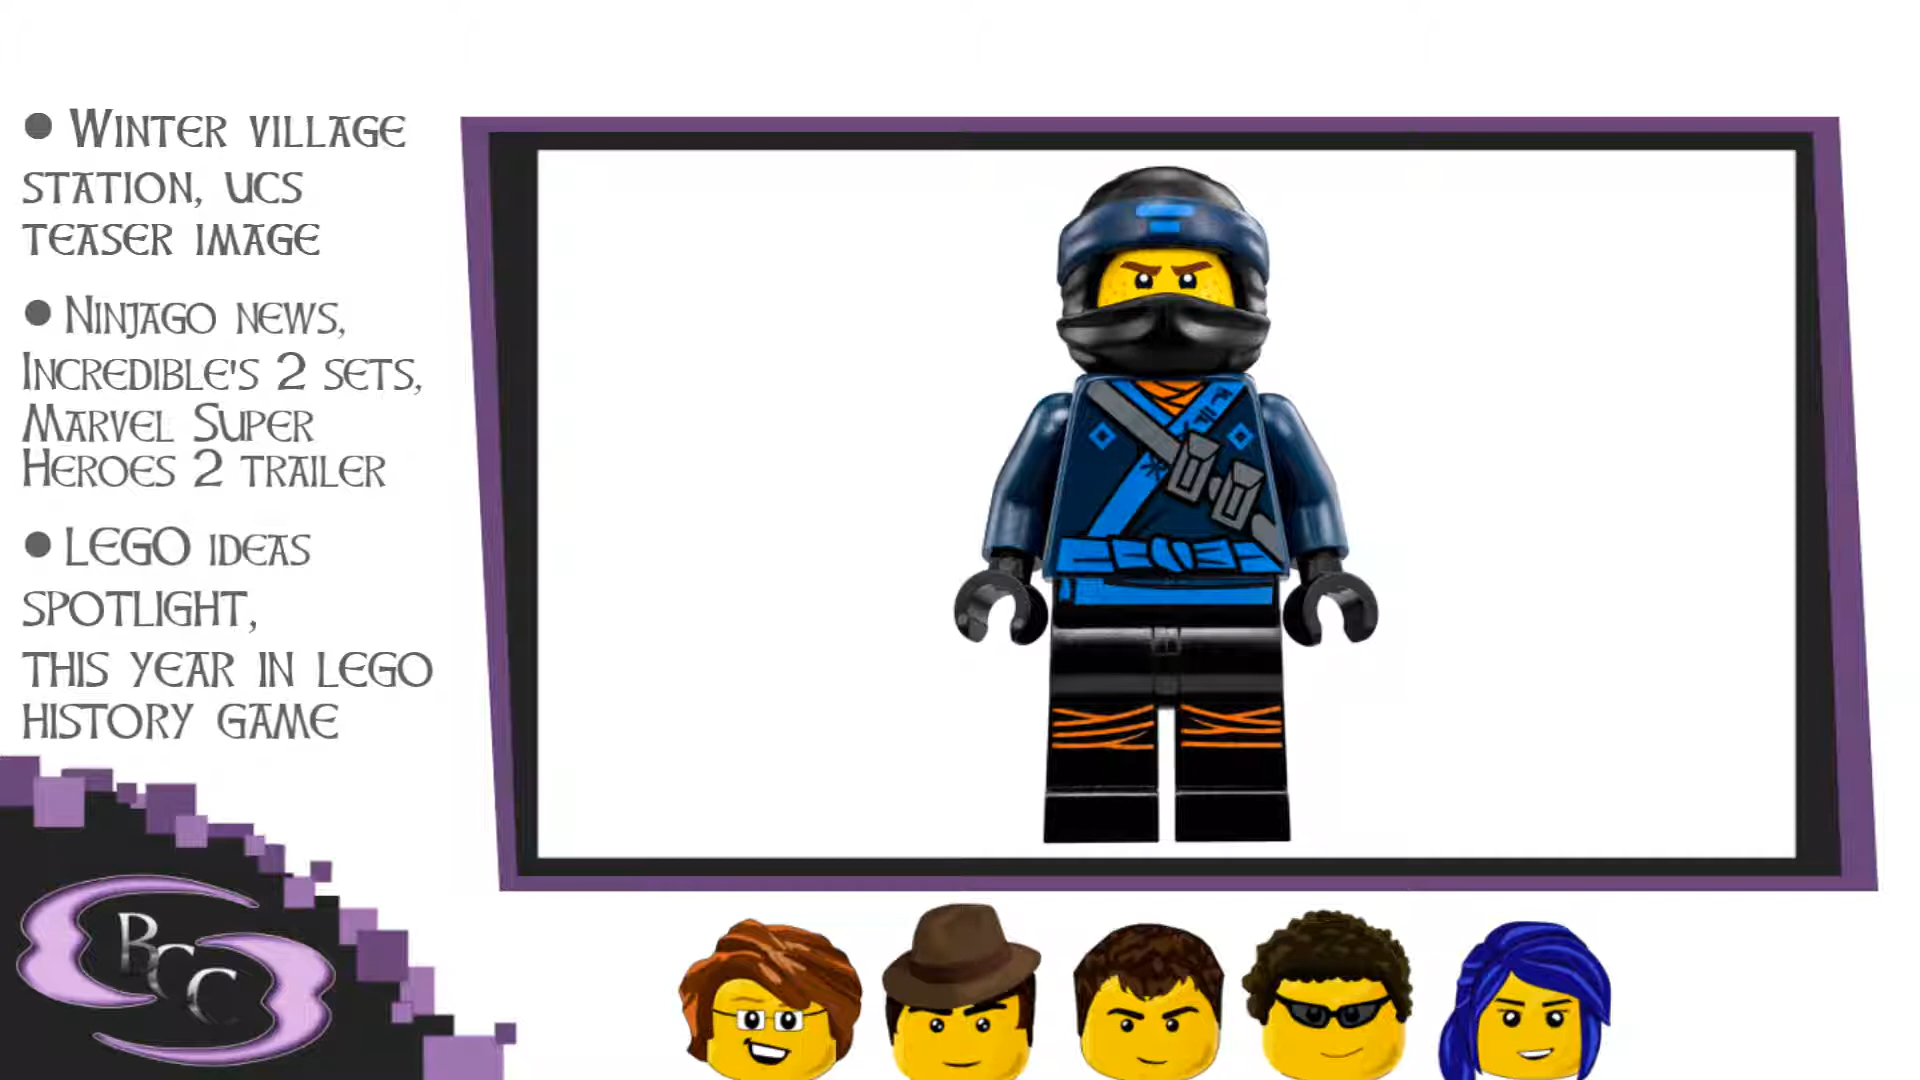 • Winter village
station, UCS
teaser image
• Ninjago news,
Incredible's 2 sets,
Marvel Super
Heroes 2 trailer
• LEGO ideas
spotlight,
this year in LEGO
history game
BCC